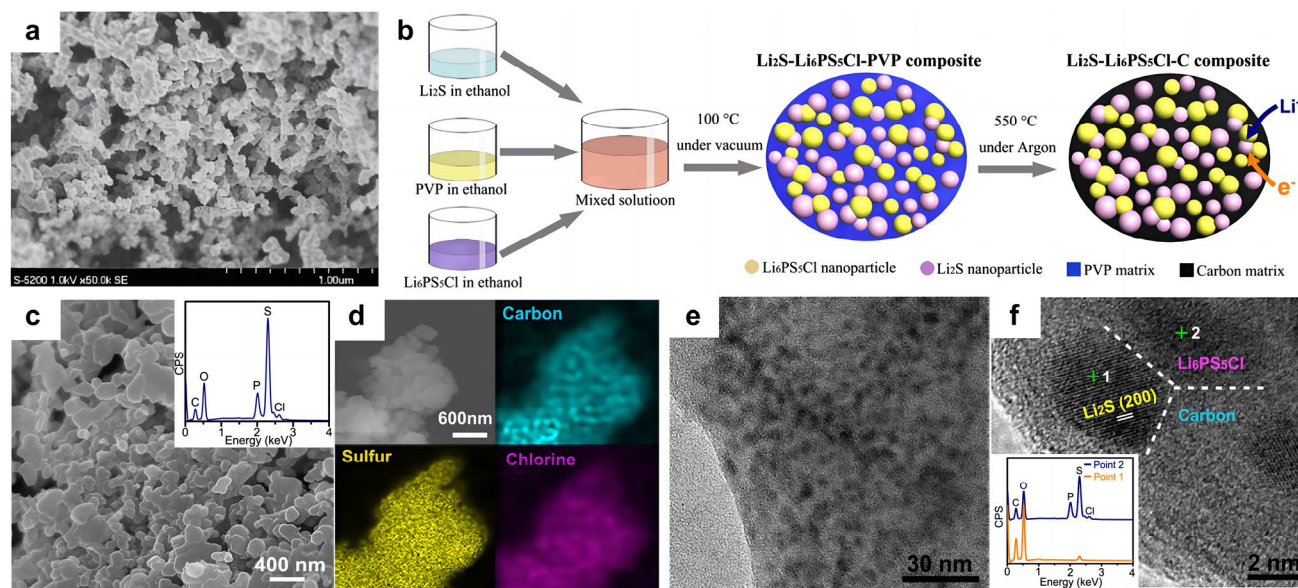 a
S-5200 1.0kV x50.0k SE
1.00um
b
Li₂S in ethanol
PVP in ethanol
Li₆PS₅Cl in ethanol
Mixed solutioon
100 °C
under vacuum
Li₂S-Li₆PS₅Cl-PVP composite
550 °C
under Argon
Li₂S-Li₆PS₅Cl-C composite
Li⁺
e⁻
Li₆PS₅Cl nanoparticle
Li₂S nanoparticle
PVP matrix
Carbon matrix
c
CPS
C
O
P
S
Cl
0 1 2 3 4
Energy (keV)
400 nm
d
600nm
Carbon
Sulfur
Chlorine
e
30 nm
f
+ 2
Li₆PS₅Cl
+ 1
Li₂S (200)
Carbon
Point 2
Point 1
CPS
C
O
P
S
Cl
0 1 2 3 4
Energy (keV)
2 nm